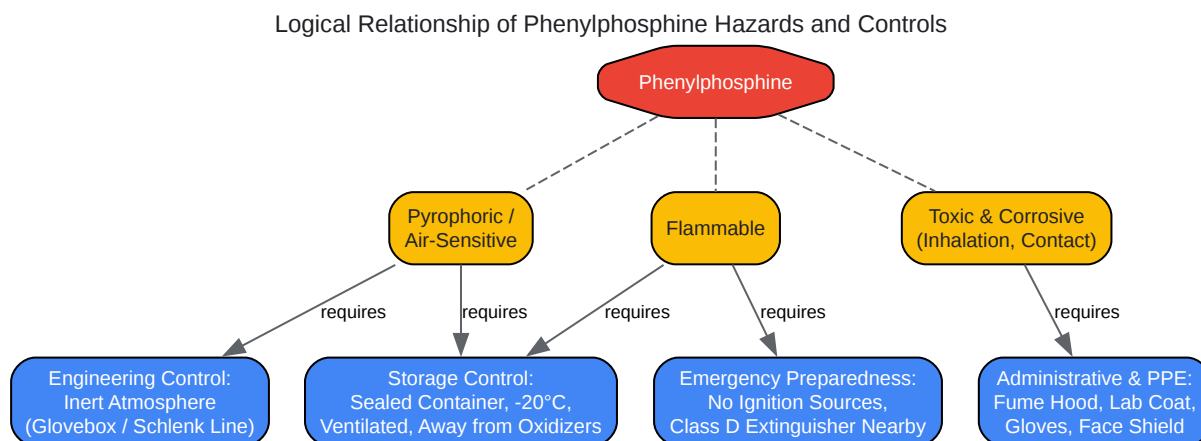 Logical Relationship of Phenylphosphine Hazards and Controls
Phenylphosphine
Pyrophoric /
Air-Sensitive
Flammable
Toxic & Corrosive
(Inhalation, Contact)
requires
requires
requires
requires
requires
Engineering Control:
Inert Atmosphere
(Glovebox / Schlenk Line)
Storage Control:
Sealed Container, -20°C,
Ventilated, Away from Oxidizers
Emergency Preparedness:
No Ignition Sources,
Class D Extinguisher Nearby
Administrative & PPE:
Fume Hood, Lab Coat,
Gloves, Face Shield